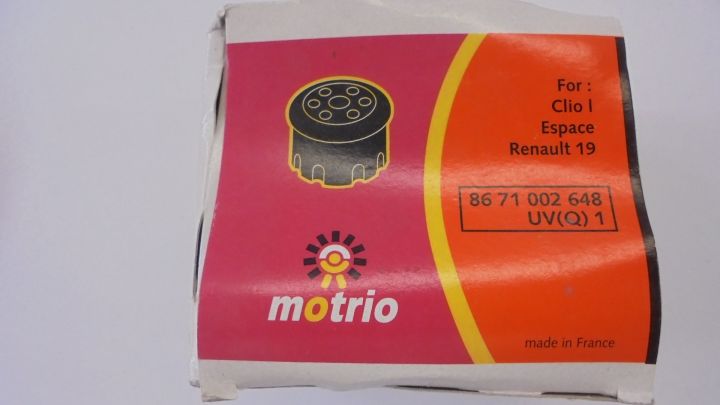 For :
Clio I
Espace
Renault 19
86 71 002 648
UV(Q) 1
motrio
made in France